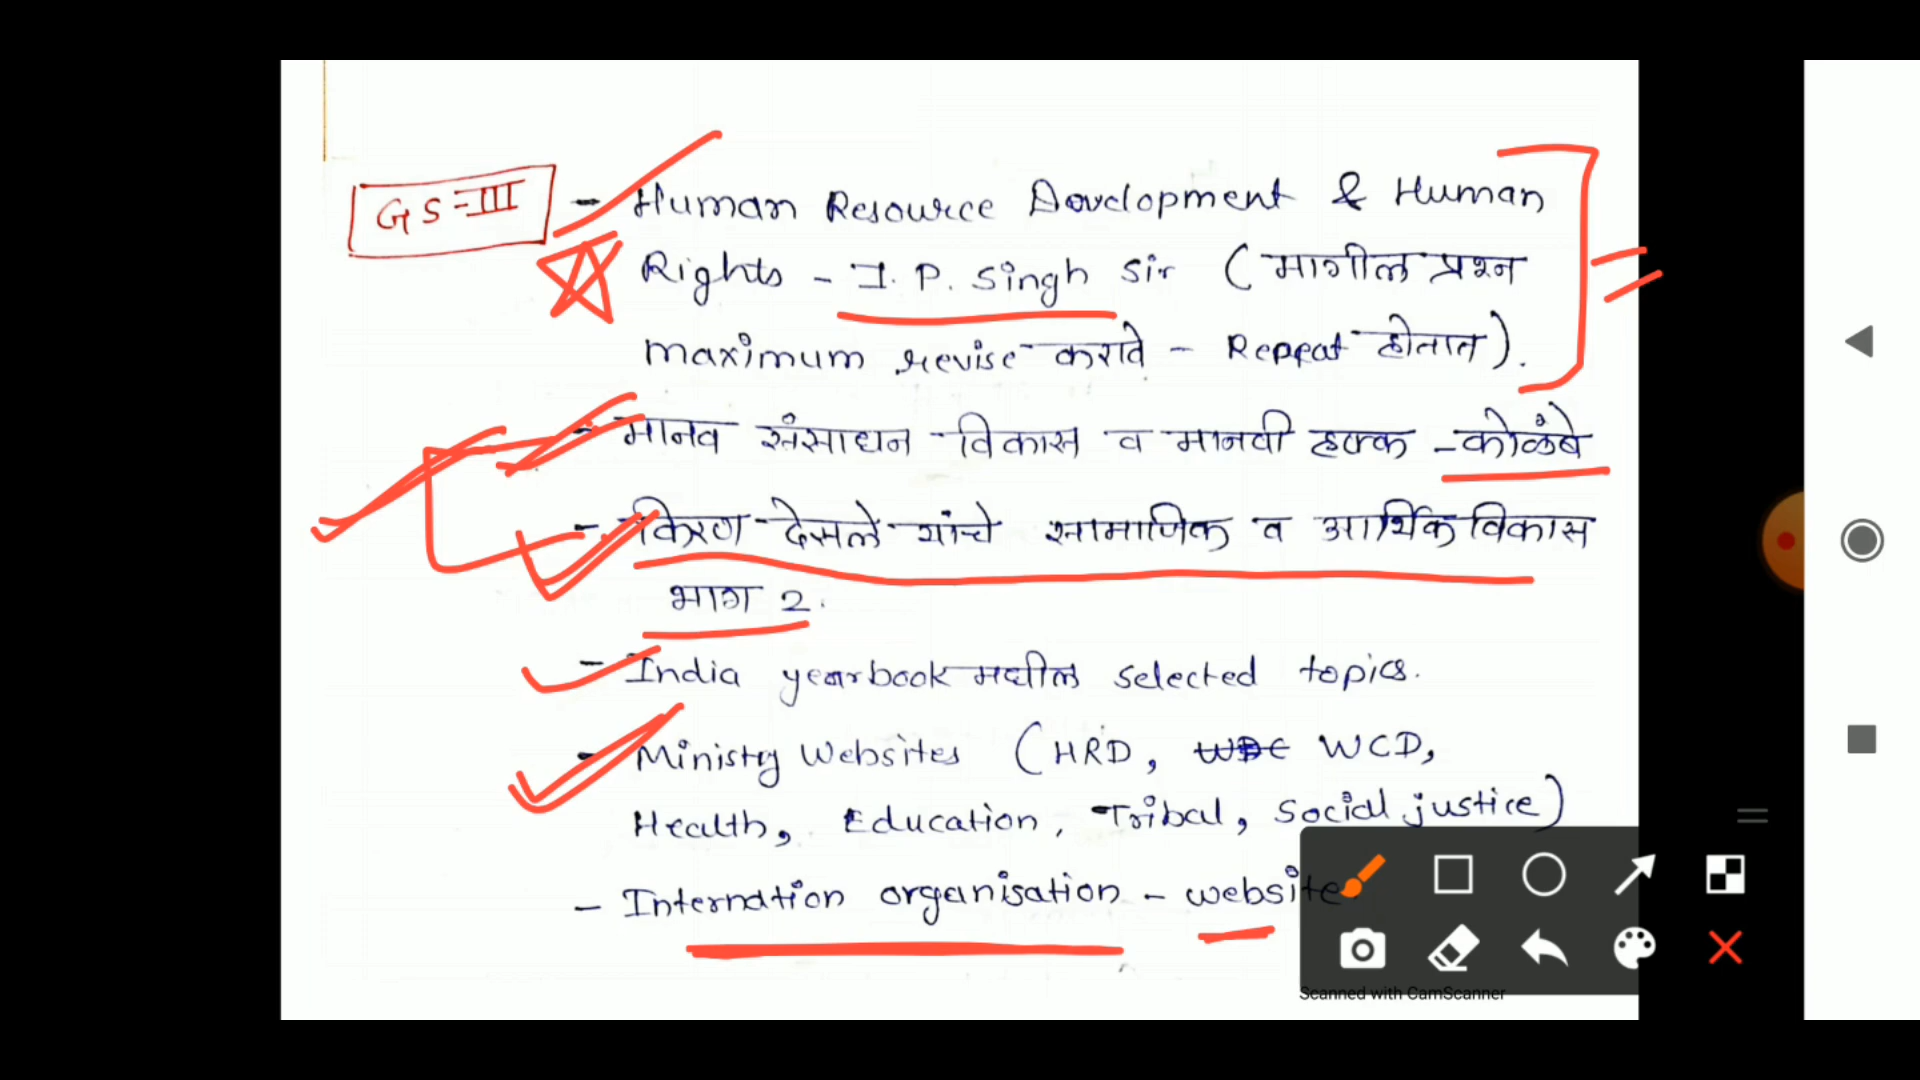 GS-III - Human Resource Development & Human
Rights - I. P. Singh sir (मागील प्रश्न
maximum revise करावे - Repeat होतात).
- मानव संसाधन विकास व मानवी हक्क - कोळंबे
- किरण देसले यांचे सामाजिक व आर्थिक विकास
भाग 2.
- India yearbook मधील selected topics.
- Ministry Websites (HRD, WCD,
Health, Education, Tribal, Social justice)
- Internation organisation - website
Scanned with CamScanner